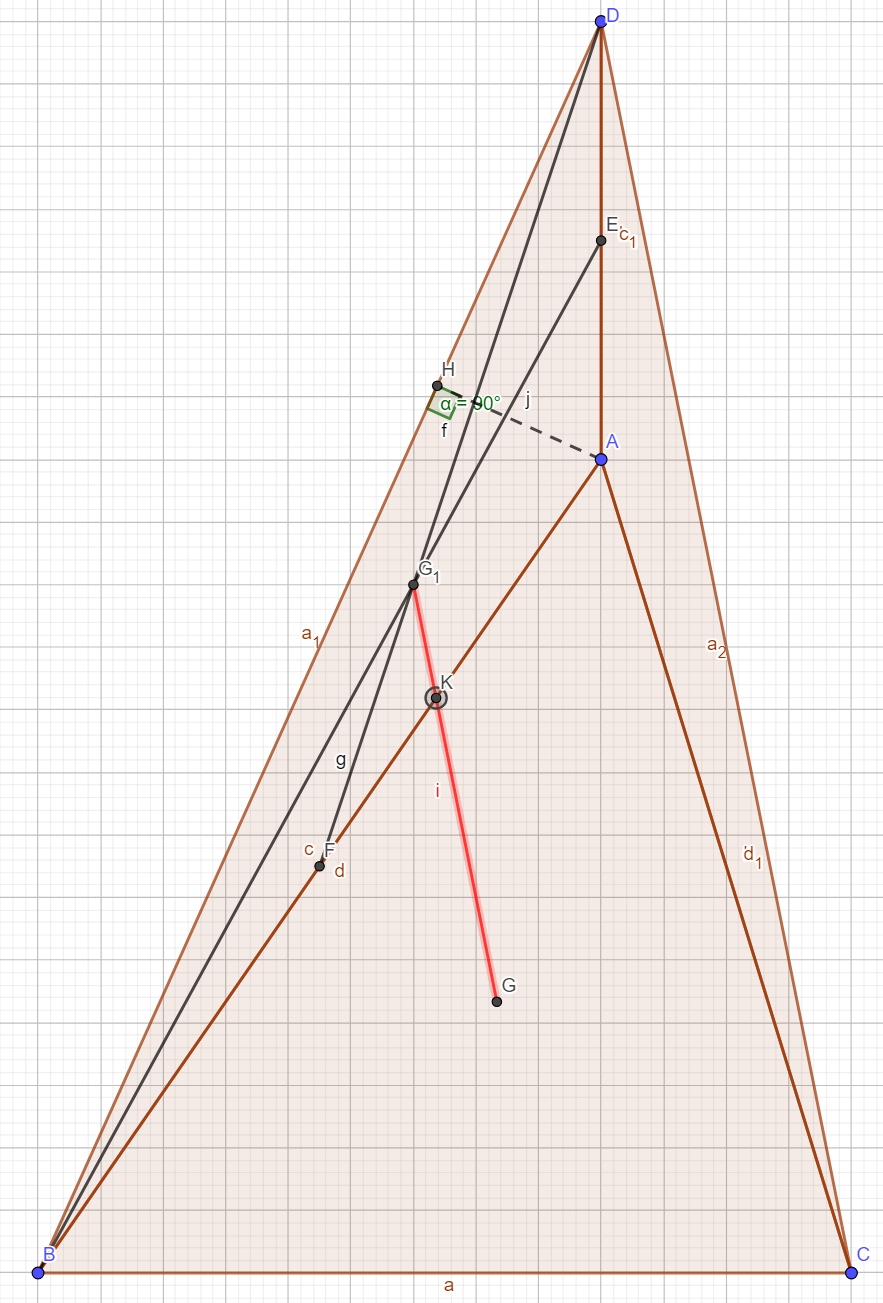 D
E
c₁
H
α = 90°
j
f
A
G₁
a₁
a₂
K
g
i
c
F
d
d₁
G
B
C
a